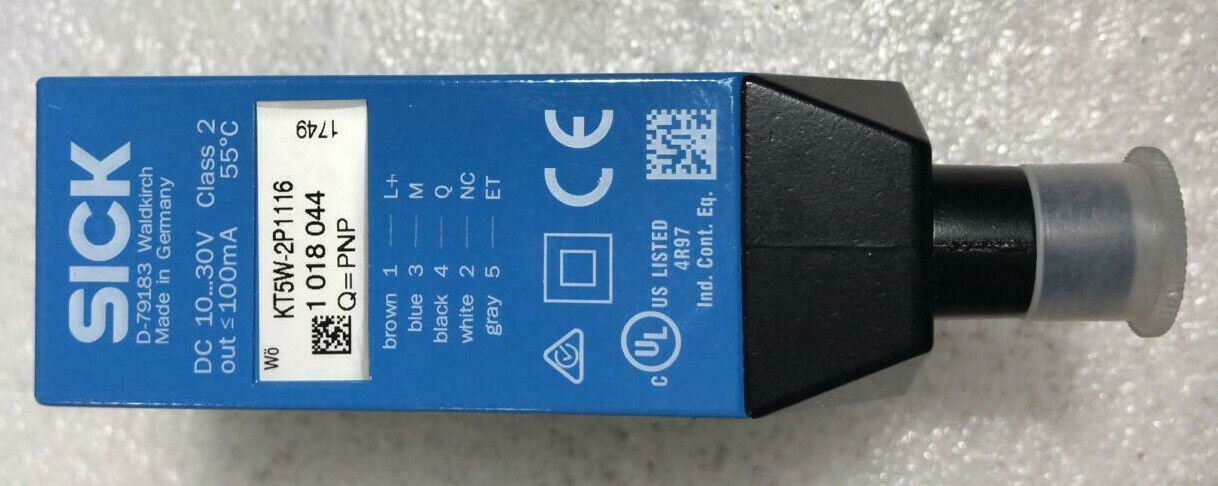 SICK
D-79183 Waldkirch
Made in Germany
DC 10...30V Class 2
out ≤ 100mA 55°C
Wö 1749
KT5W-2P1116
1 018 044
Q=PNP
brown 1 L+
blue 3 M
black 4 Q
white 2 NC
gray 5 ET
CE
C UL US LISTED
4R97
Ind. Cont. Eq.